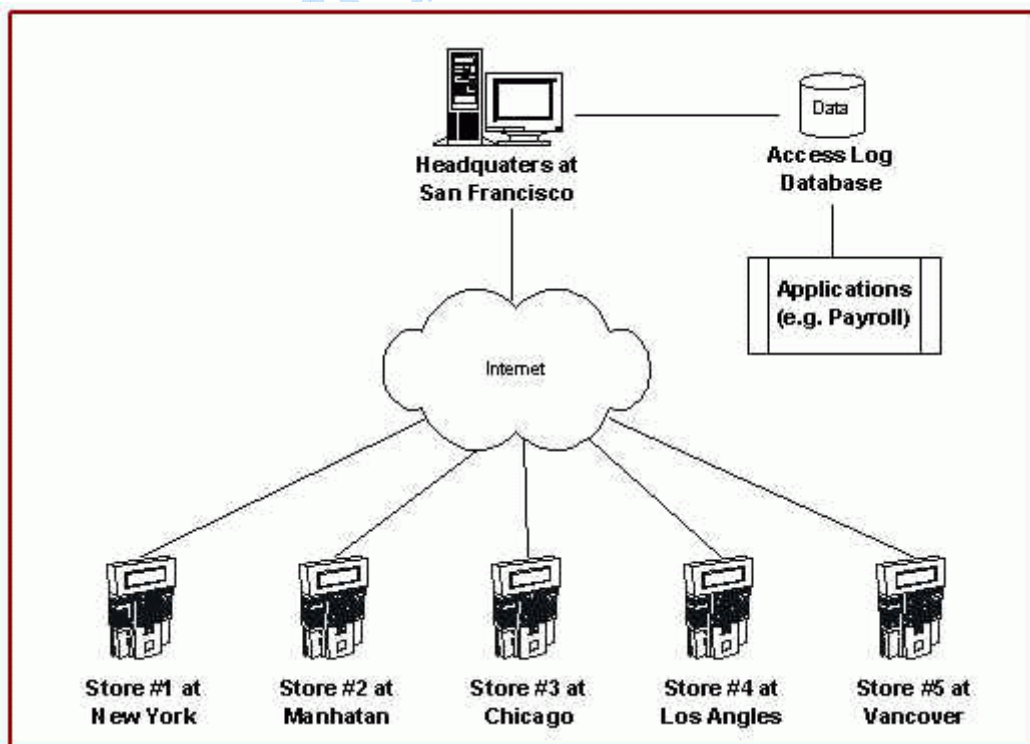 Data
Headquaters at
San Francisco
Access Log
Database
Applications
(e.g. Payroll)
Internet
Store #1 at
New York
Store #2 at
Manhatan
Store #3 at
Chicago
Store #4 at
Los Angles
Store #5 at
Vancover